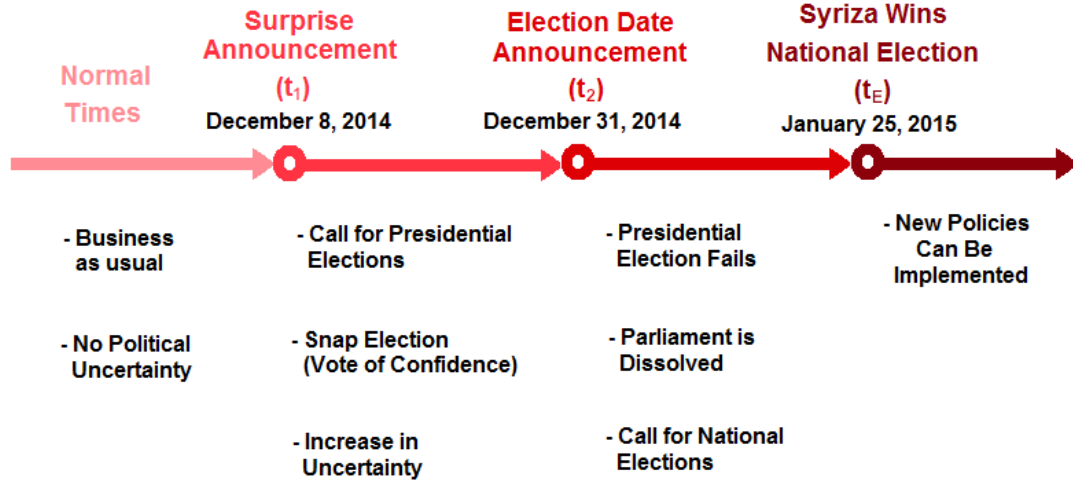 Normal
Times
Surprise
Announcement
(t₁)
December 8, 2014
Election Date
Announcement
(t₂)
December 31, 2014
Syriza Wins
National Election
(tE)
January 25, 2015
- Business
as usual
- No Political
Uncertainty
- Call for Presidential
Elections
- Snap Election
(Vote of Confidence)
- Increase in
Uncertainty
- Presidential
Election Fails
- Parliament is
Dissolved
- Call for National
Elections
- New Policies
Can Be
Implemented